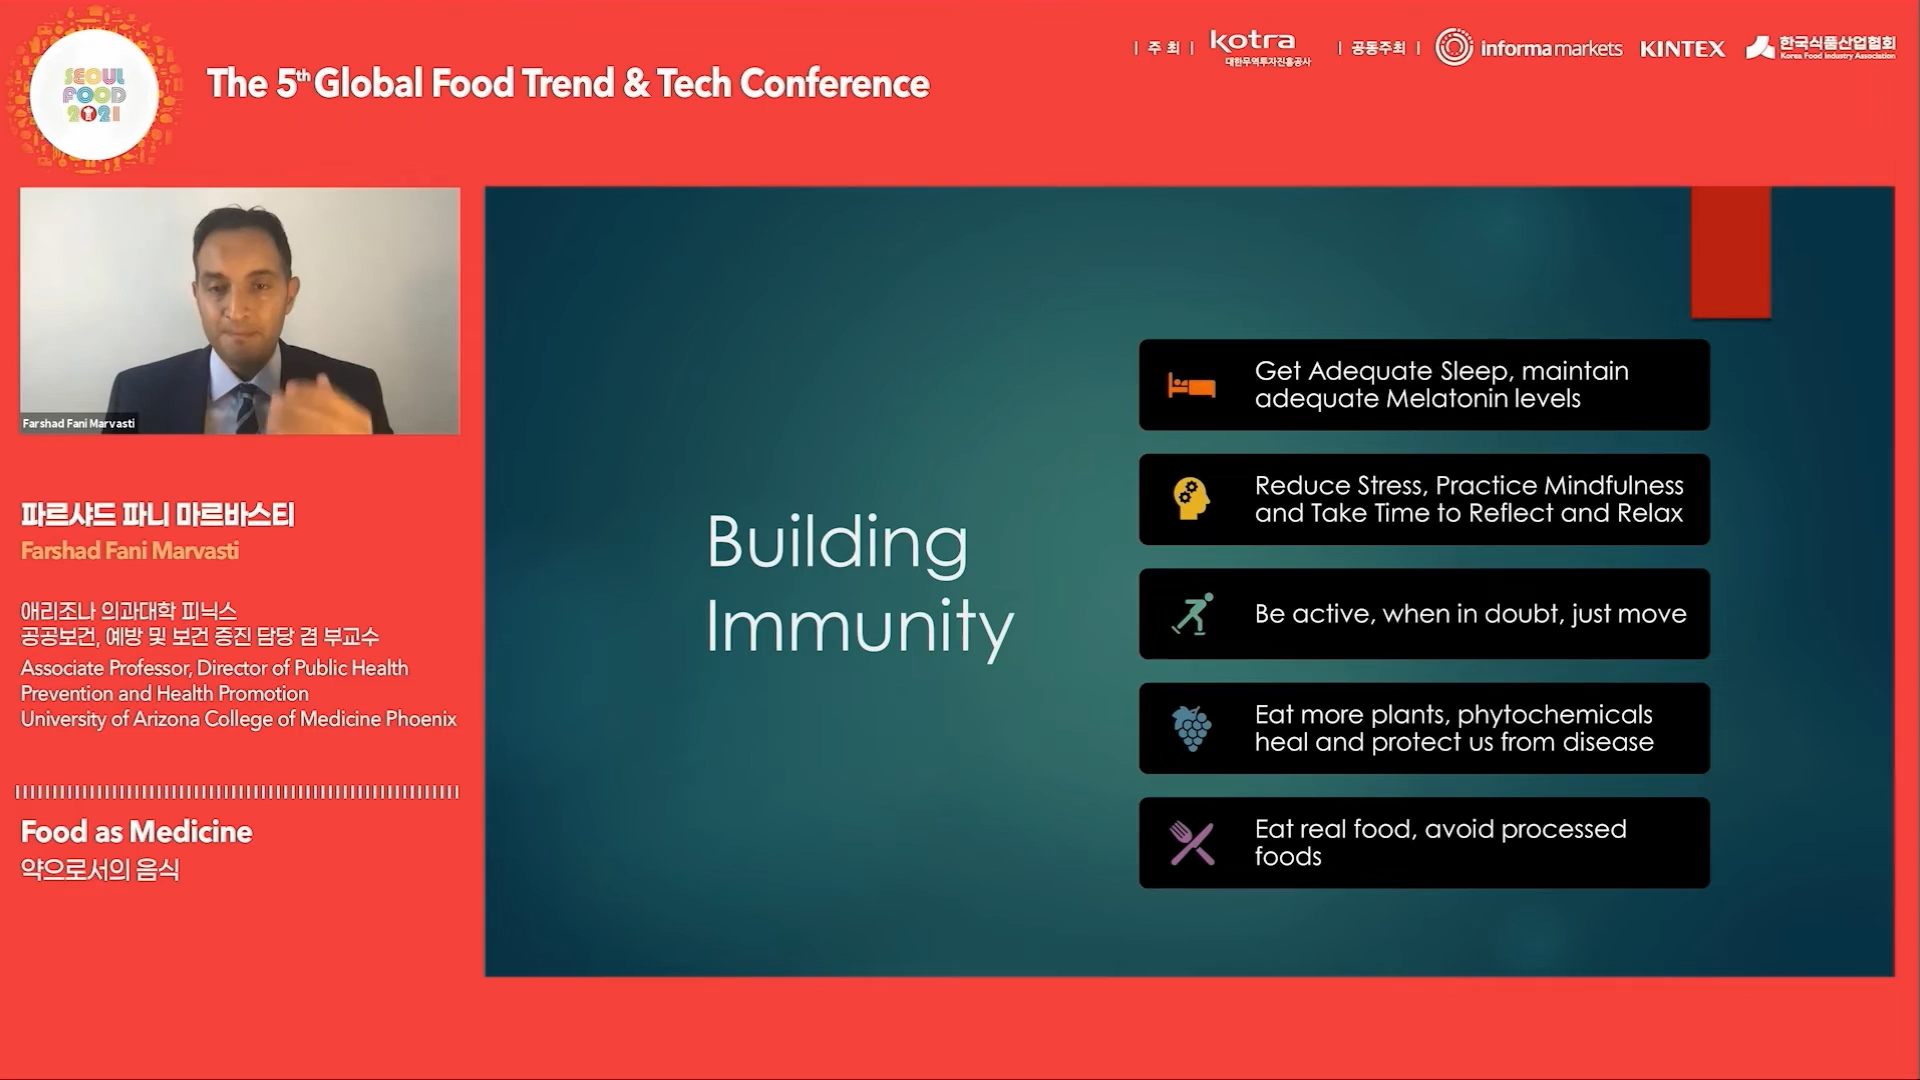 SEOUL
FOOD
2021
The 5th Global Food Trend & Tech Conference
| 주 최 | kotra
대한무역투자진흥공사
| 공동주최 | informa markets KINTEX 한국식품산업협회
Korea Food Industry Association
Farshad Fani Marvasti
파르샤드 파니 마르바스티
Farshad Fani Marvasti
애리조나 의과대학 피닉스
공공보건, 예방 및 보건 증진 담당 겸 부교수
Associate Professor, Director of Public Health
Prevention and Health Promotion
University of Arizona College of Medicine Phoenix
Food as Medicine
약으로서의 음식
Building
Immunity
Get Adequate Sleep, maintain
adequate Melatonin levels
Reduce Stress, Practice Mindfulness
and Take Time to Reflect and Relax
Be active, when in doubt, just move
Eat more plants, phytochemicals
heal and protect us from disease
Eat real food, avoid processed
foods